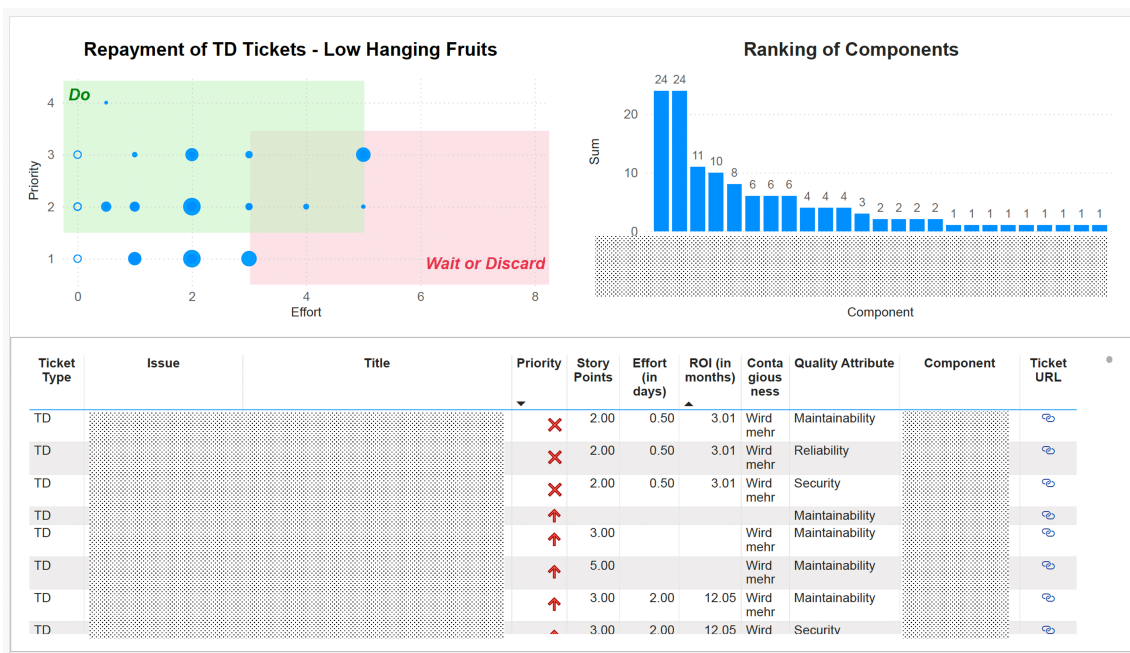 Repayment of TD Tickets - Low Hanging Fruits
Do
4
3
2
1
Priority
Wait or Discard
0 2 4 6 8
Effort
Ranking of Components
24 24 11 10 8 6 6 6 4 4 4 3 2 2 2 2 1 1 1 1 1 1 1 1 1
20
10
0
Sum
Component
Ticket Type Issue Title Priority Story Points Effort (in days) ROI (in months) Conta gious ness Quality Attribute Component Ticket URL
TD 2.00 0.50 3.01 Wird mehr Maintainability
TD 2.00 0.50 3.01 Wird mehr Reliability
TD 2.00 0.50 3.01 Wird mehr Security
TD Maintainability
TD 3.00 Wird mehr Maintainability
TD 5.00 Wird mehr Maintainability
TD 3.00 2.00 12.05 Wird mehr Maintainability
TD 3.00 2.00 12.05 Wird Security